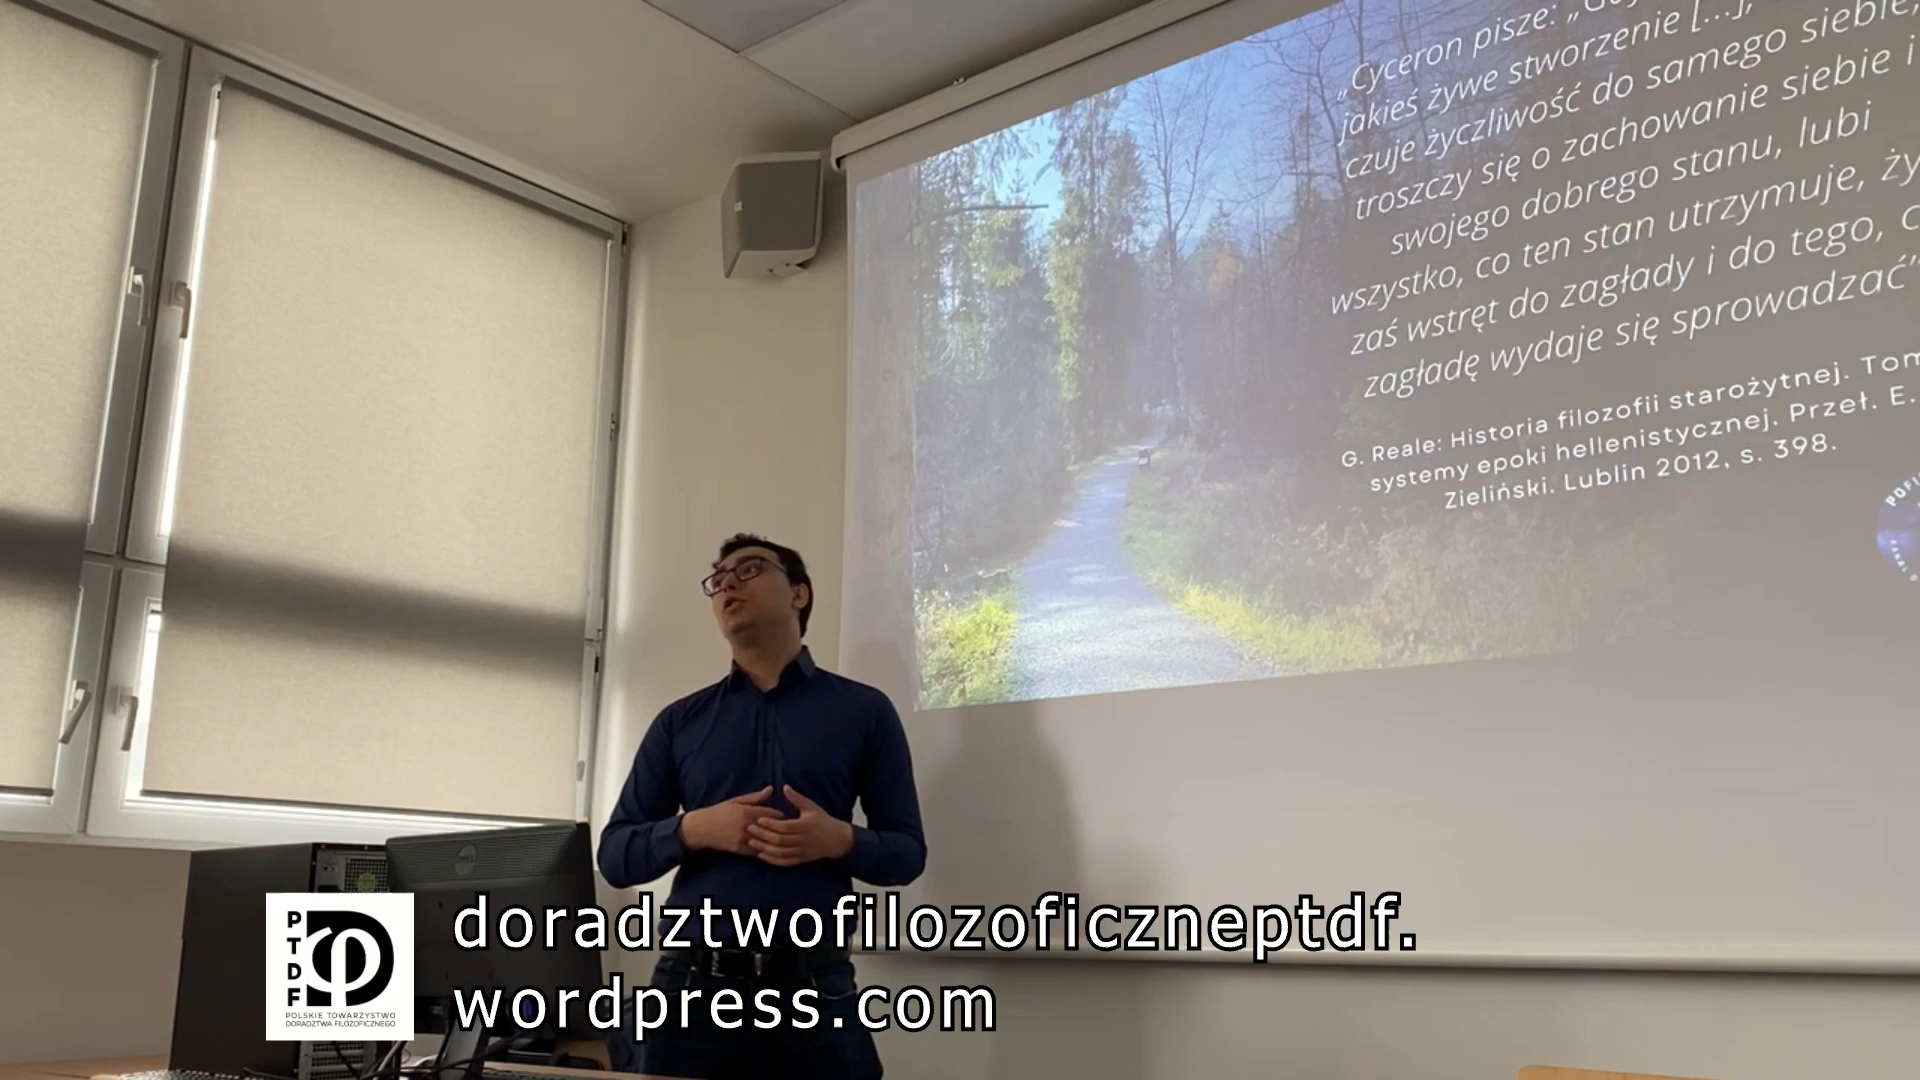 „Cyceron pisze: „
jakieś żywe stworzenie [...],
czuje życzliwość do samego siebie,
troszczy się o zachowanie siebie i
swojego dobrego stanu, lubi
wszystko, co ten stan utrzymuje,
zaś wstręt do zagłady i do tego,
zagładę wydaje się sprowadzać”
G. Reale: Historia filozofii starożytnej. Tom
systemy epoki hellenistycznej. Przeł. E.
Zieliński. Lublin 2012, s. 398.
DELL
PTDF
POLSKIE TOWARZYSTWO
DORADZTWA FILOZOFICZNEGO
doradztwofilozoficzneptdf.
wordpress.com